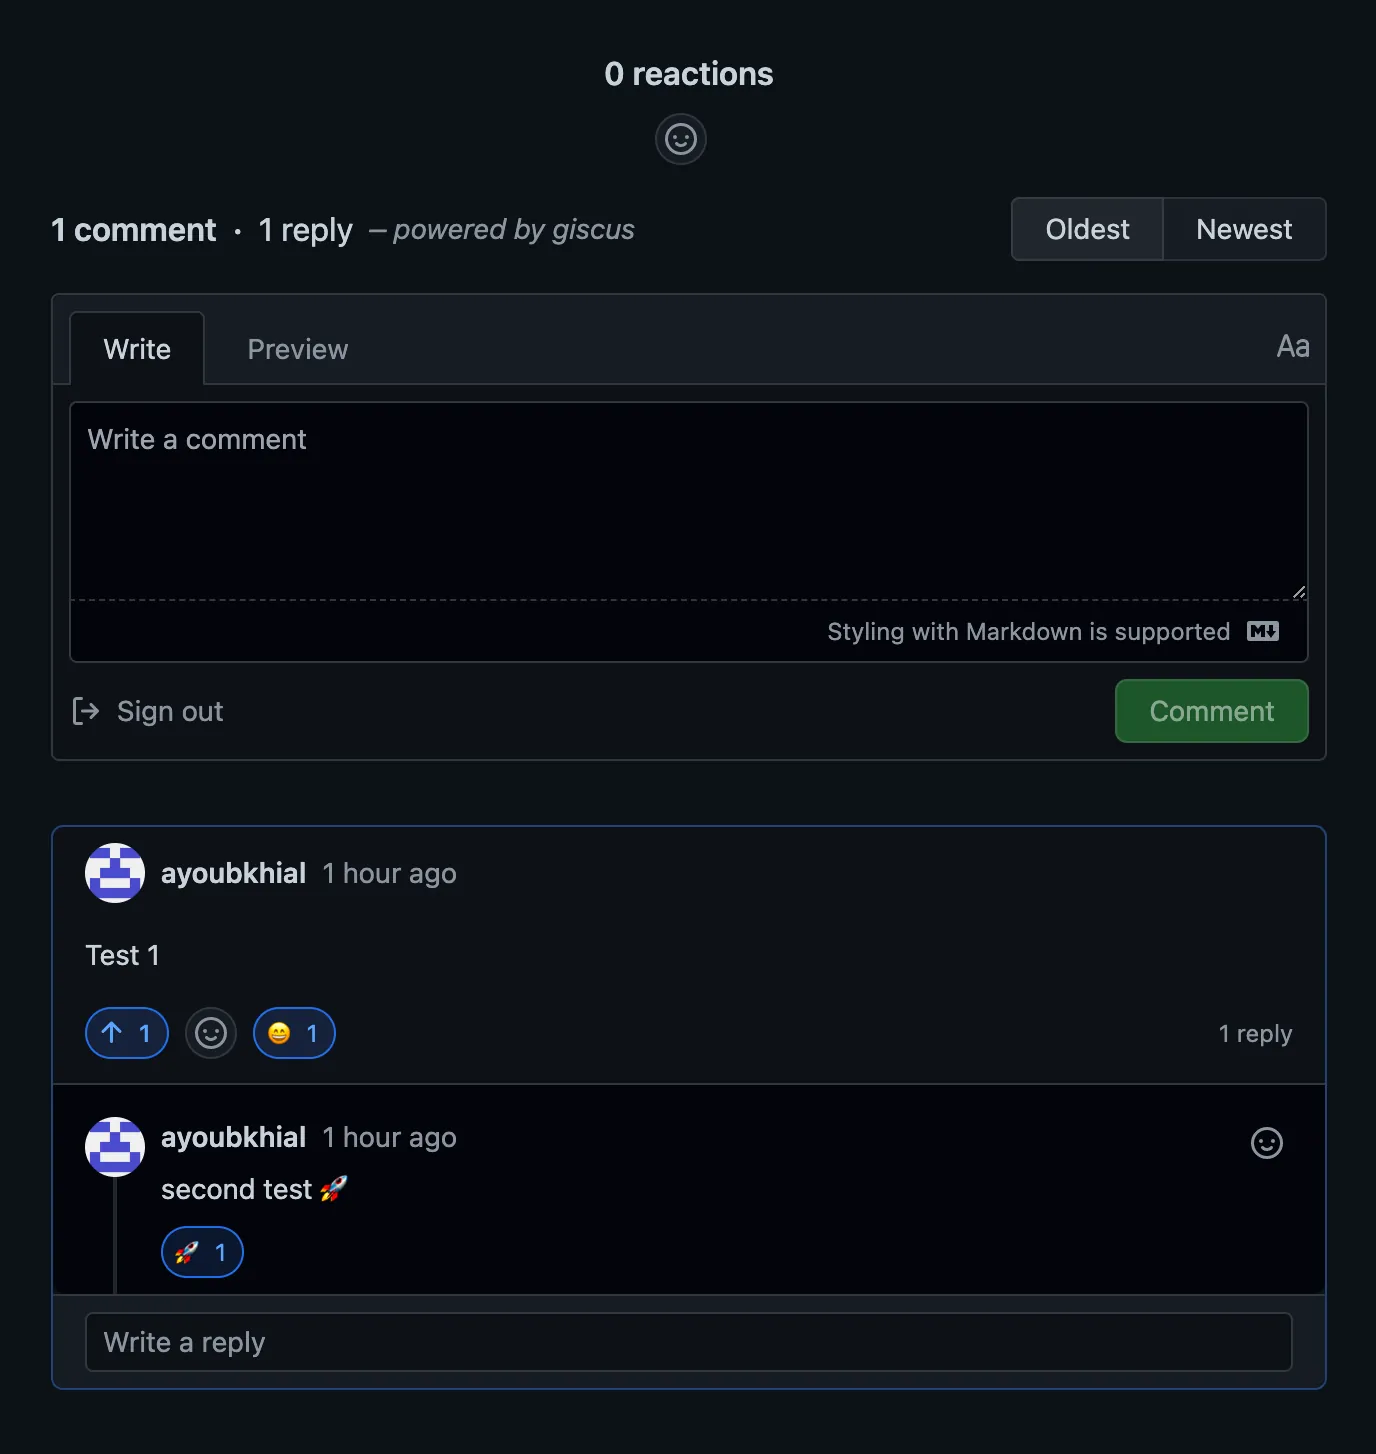 0 reactions
1 comment · 1 reply – powered by giscus
Oldest Newest
Write Preview Aa
Write a comment
Styling with Markdown is supported M
Sign out Comment
ayoubkhial 1 hour ago
Test 1
↑ 1 😄 1 1 reply
ayoubkhial 1 hour ago
second test 🚀
🚀 1
Write a reply